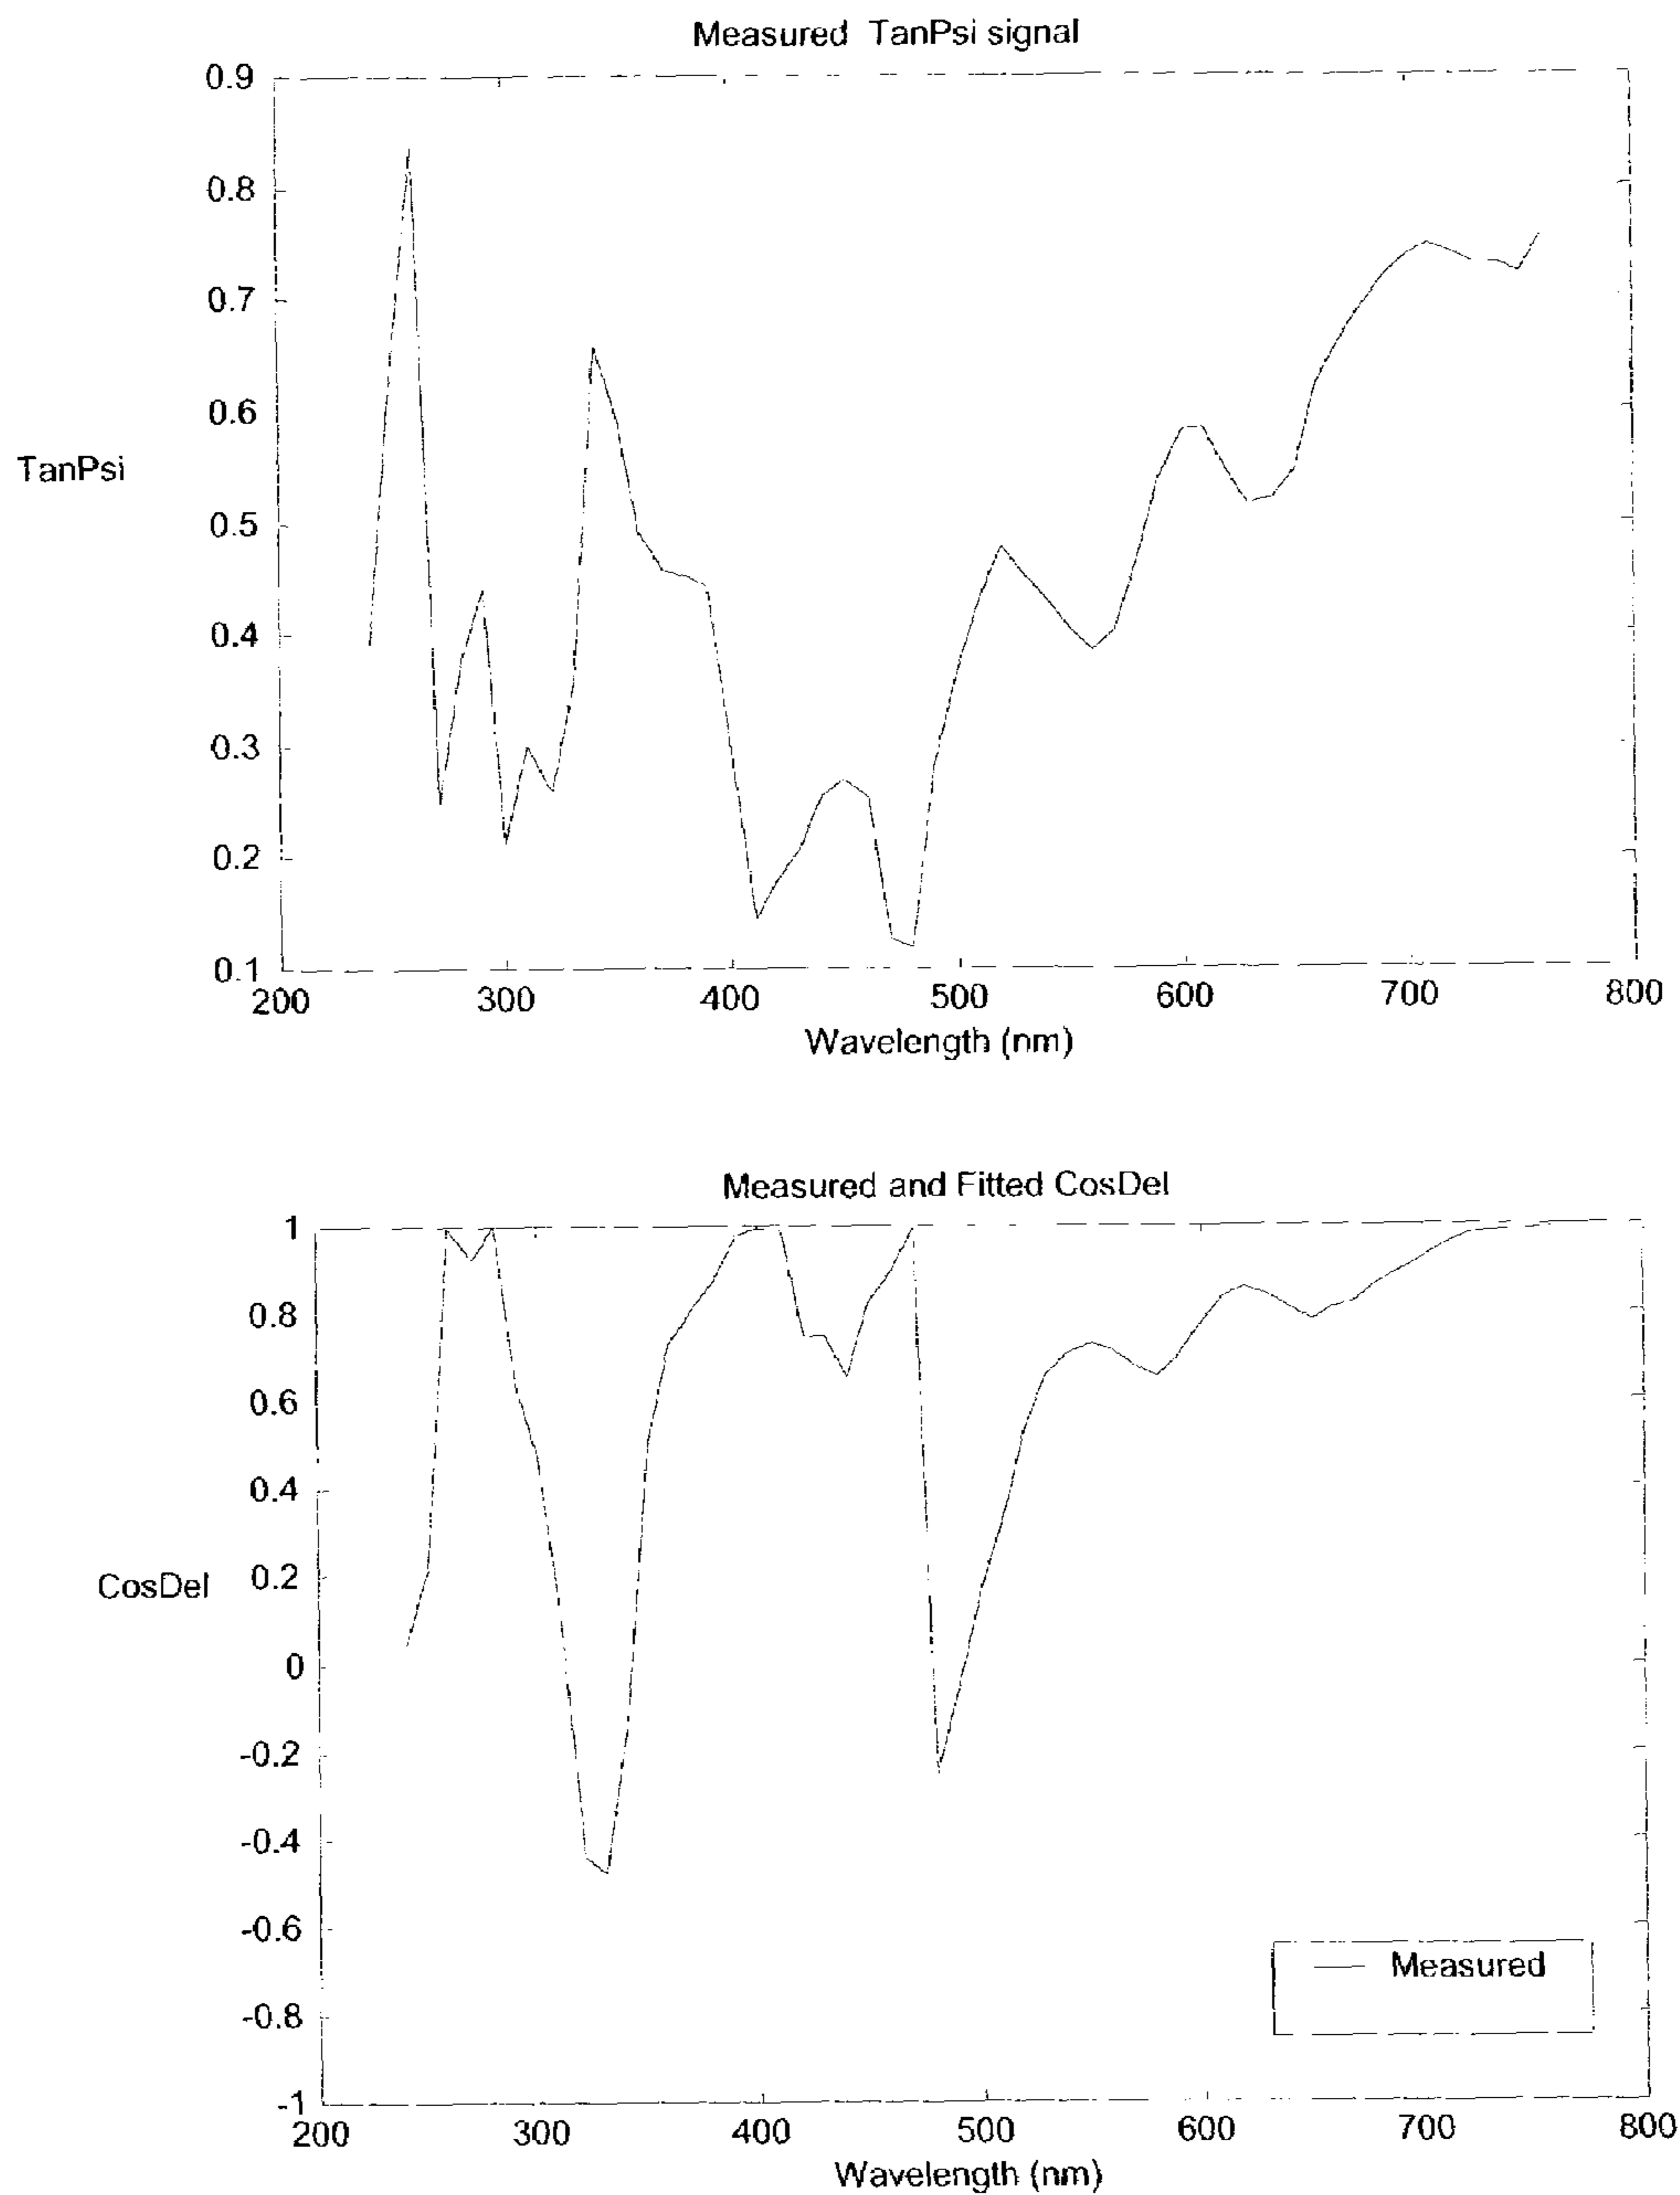 Measured TanPsi signal
0.9
0.8
0.7
0.6
TanPsi
0.5
0.4
0.3
0.2
0.1
200 300 400 500 600 700 800
Wavelength (nm)
Measured and Fitted CosDel
1
0.8
0.6
0.4
CosDel 0.2
0
-0.2
-0.4
-0.6
Measured
-0.8
-1
200 300 400 500 600 700 800
Wavelength (nm)